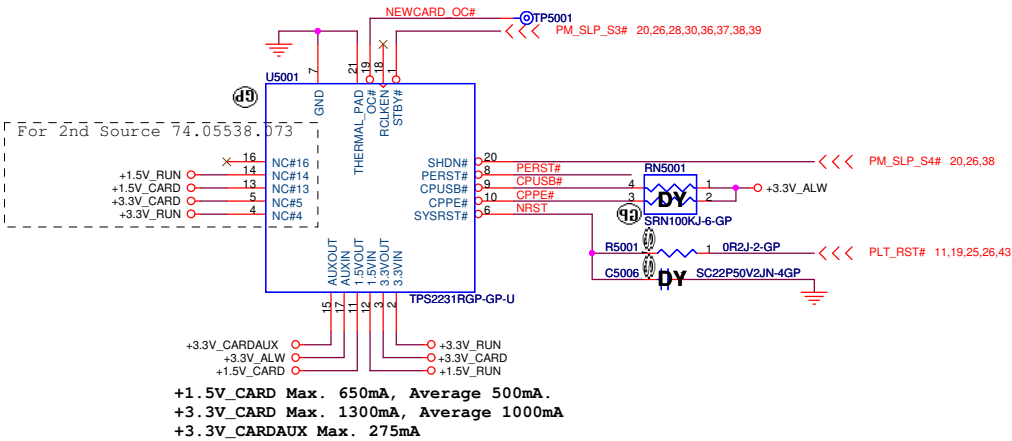 NEWCARD_OC#
TP5001
PM_SLP_S3# 20,26,28,30,36,37,38,39
7
21
19
18
1
U5001
GP
GND
THERMAL_PAD
OC#
RCLKEN
STBY#
For 2nd Source 74.05538.073
16 NC#16
+1.5V_RUN 14 NC#14
+1.5V_CARD 13 NC#13
+3.3V_CARD 5 NC#5
+3.3V_RUN 4 NC#4
SHDN# 20 PM_SLP_S4# 20,26,38
PERST# 8 PERST#
CPUSB# 9 CPUSB#
CPPE# 10 CPPE#
SYSRST# 6 NRST
RN5001
4 1 +3.3V_ALW
3 2
DY
GP
SRN100KJ-6-GP
R5001 1 0R2J-2-GP PLT_RST# 11,19,25,26,43
C5006 DY SC22P50V2JN-4GP
AUXOUT
AUXIN
1.5VOUT
1.5VIN
3.3VOUT
3.3VIN
TPS2231RGP-GP-U
15
17
11
12
3
2
+3.3V_CARDAUX +3.3V_RUN
+3.3V_ALW +3.3V_CARD
+1.5V_CARD +1.5V_RUN
+1.5V_CARD Max. 650mA, Average 500mA.
+3.3V_CARD Max. 1300mA, Average 1000mA
+3.3V_CARDAUX Max. 275mA